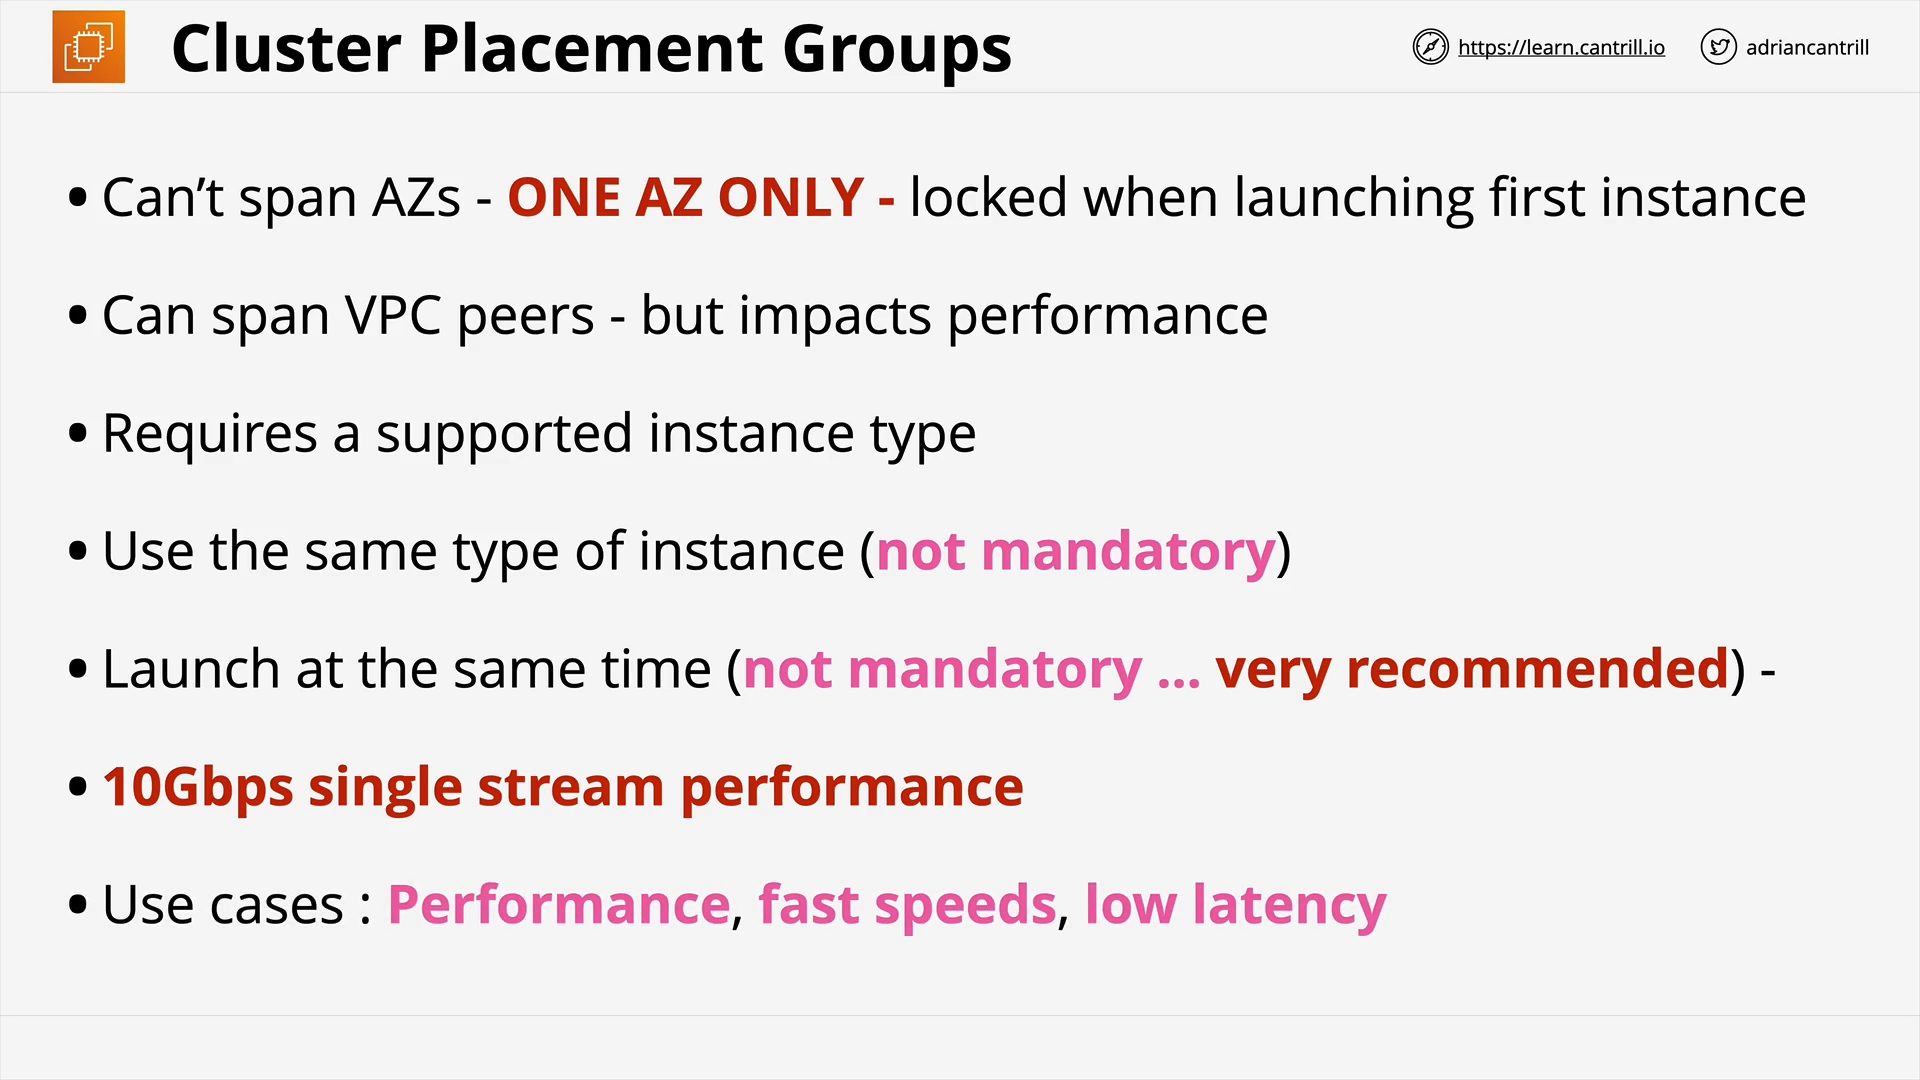 Cluster Placement Groups
https://learn.cantrill.io
adriancantrill
• Can’t span AZs - ONE AZ ONLY - locked when launching first instance
• Can span VPC peers - but impacts performance
• Requires a supported instance type
• Use the same type of instance (not mandatory)
• Launch at the same time (not mandatory ... very recommended) -
• 10Gbps single stream performance
• Use cases : Performance, fast speeds, low latency